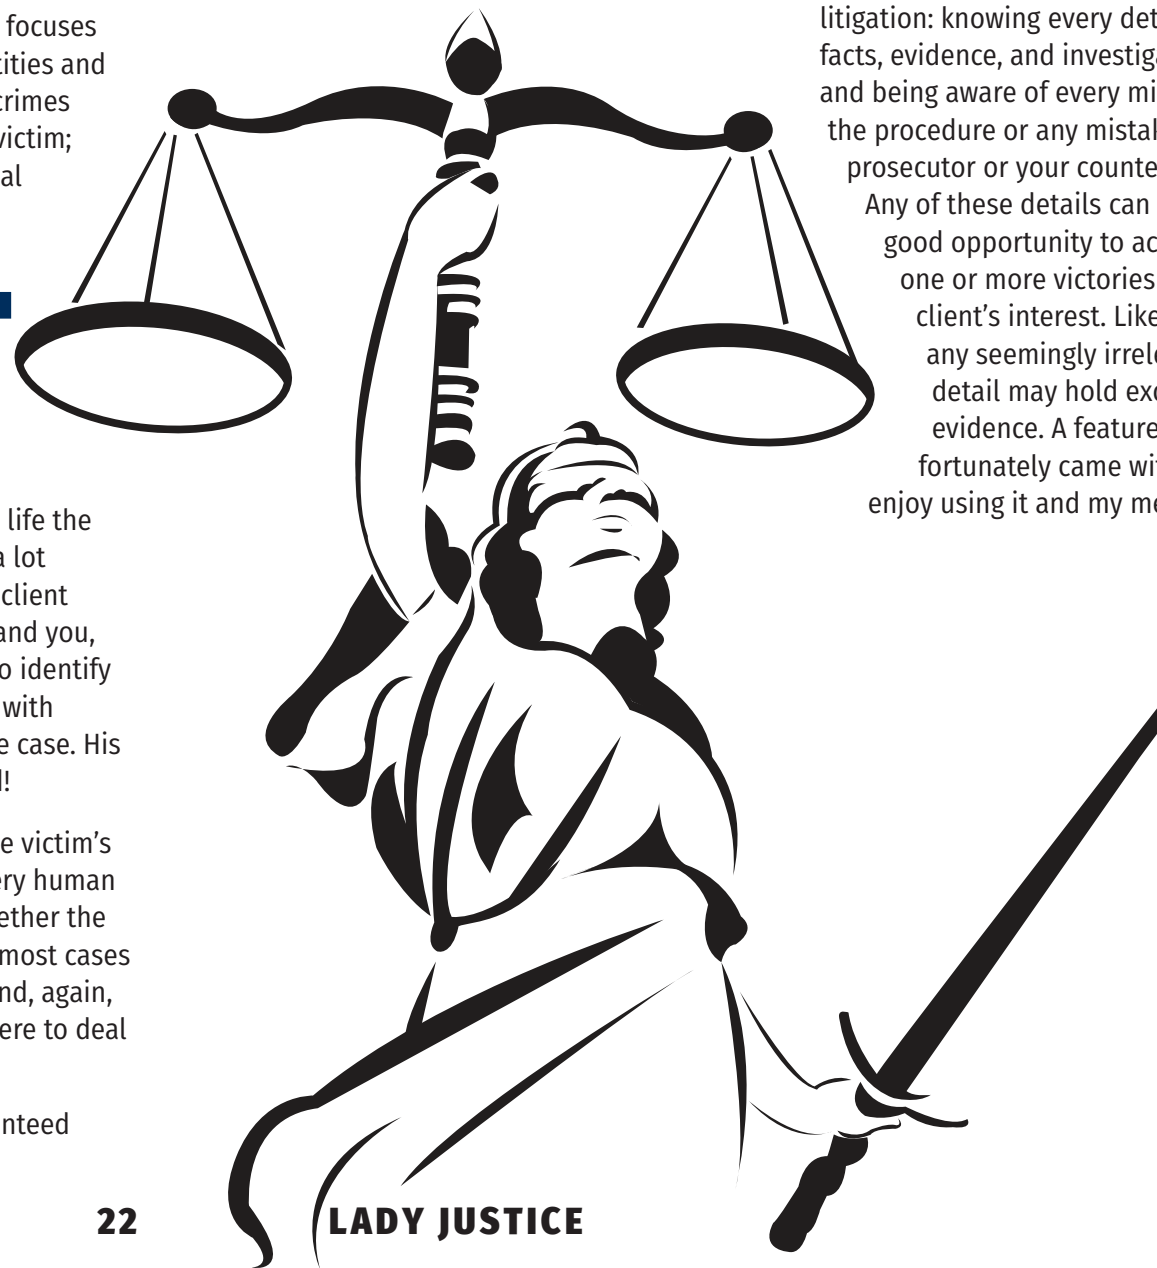 focuses
tities and
crimes
victim;
al
life the
a lot
client
and you,
o identify
with
e case. His
!
e victim's
ery human
ether the
most cases
nd, again,
ere to deal
nteed
litigation: knowing every det
facts, evidence, and investiga
and being aware of every mi
the procedure or any mistak
prosecutor or your counte
Any of these details can
good opportunity to ac
one or more victories
client's interest. Like
any seemingly irrele
detail may hold exc
evidence. A feature
fortunately came wi
enjoy using it and my me
22
LADY JUSTICE